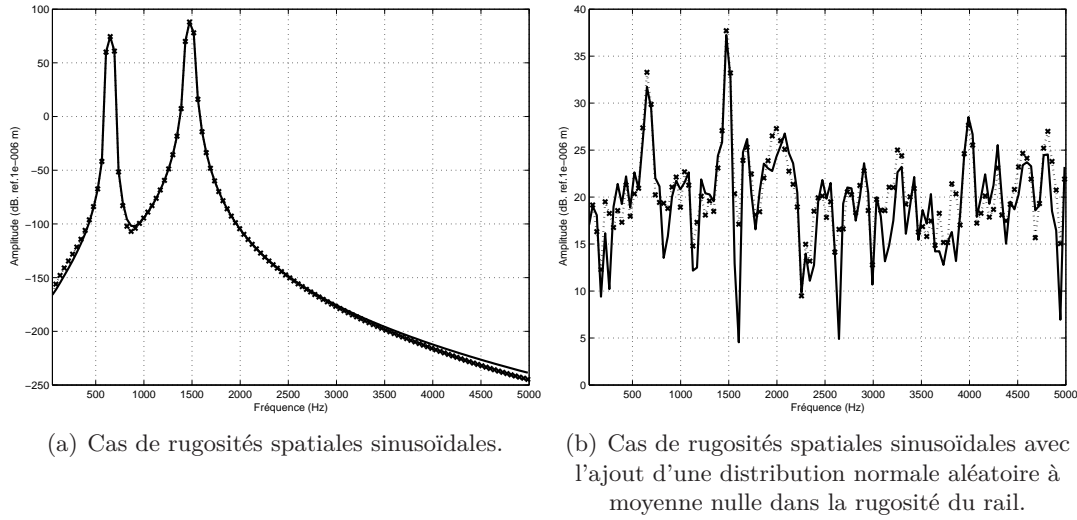 100
50
0
−50
−100
−150
−200
−250
500 1000 1500 2000 2500 3000 3500 4000 4500 5000
Amplitude (dB. ref.1e−006 m)
Fréquence (Hz)
(a) Cas de rugosités spatiales sinusoïdales.
40
35
30
25
20
15
10
5
0
500 1000 1500 2000 2500 3000 3500 4000 4500 5000
Amplitude (dB. ref.1e−006 m)
Fréquence (Hz)
(b) Cas de rugosités spatiales sinusoïdales avec
l'ajout d'une distribution normale aléatoire à
moyenne nulle dans la rugosité du rail.